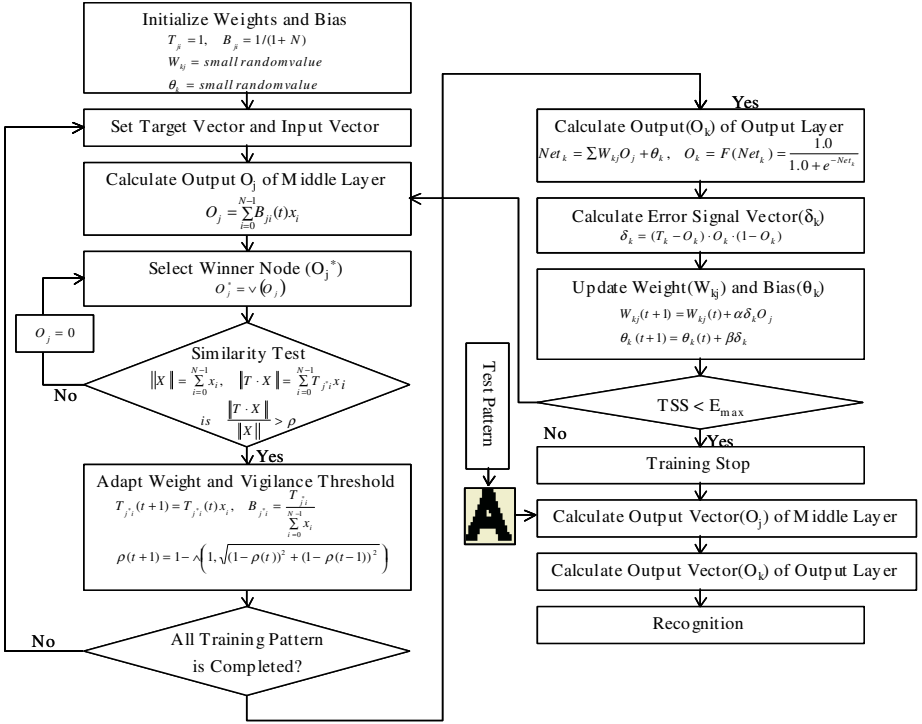 Initialize Weights and Bias
T_ji = 1, B_ji = 1/(1 + N)
W_kj = small random value
θ_k = small random value
Set Target Vector and Input Vector
Calculate Output O_j of Middle Layer
O_j = Σ_{i=0}^{N-1} B_ji(t)x_i
Select Winner Node (O_j*)
O_j^* = ∨(O_j)
O_j = 0
Similarity Test
‖X‖ = Σ_{i=0}^{N-1} x_i, ‖T · X‖ = Σ_{i=0}^{N-1} T_{j*i} x_i
is ‖T · X‖ / ‖X‖ > ρ
No
Yes
Adapt Weight and Vigilance Threshold
T_{j*i}(t+1) = T_{j*i}(t)x_i, B_{j*i} = T_{j*i} / Σ_{i=0}^{N-1} x_i
ρ(t+1) = 1 − ∧(1, √((1 − ρ(t))² + (1 − ρ(t−1))²))
All Training Pattern
is Completed?
No
Yes
Calculate Output(O_k) of Output Layer
Net_k = ΣW_kj O_j + θ_k, O_k = F(Net_k) = 1.0 / (1.0 + e^{−Net_k})
Calculate Error Signal Vector(δ_k)
δ_k = (T_k − O_k) · O_k · (1 − O_k)
Update Weight(W_kj) and Bias(θ_k)
W_kj(t+1) = W_kj(t) + αδ_k O_j
θ_k(t+1) = θ_k(t) + βδ_k
TSS < E_max
No
Yes
Training Stop
Test Pattern
A
Calculate Output Vector(O_j) of Middle Layer
Calculate Output Vector(O_k) of Output Layer
Recognition